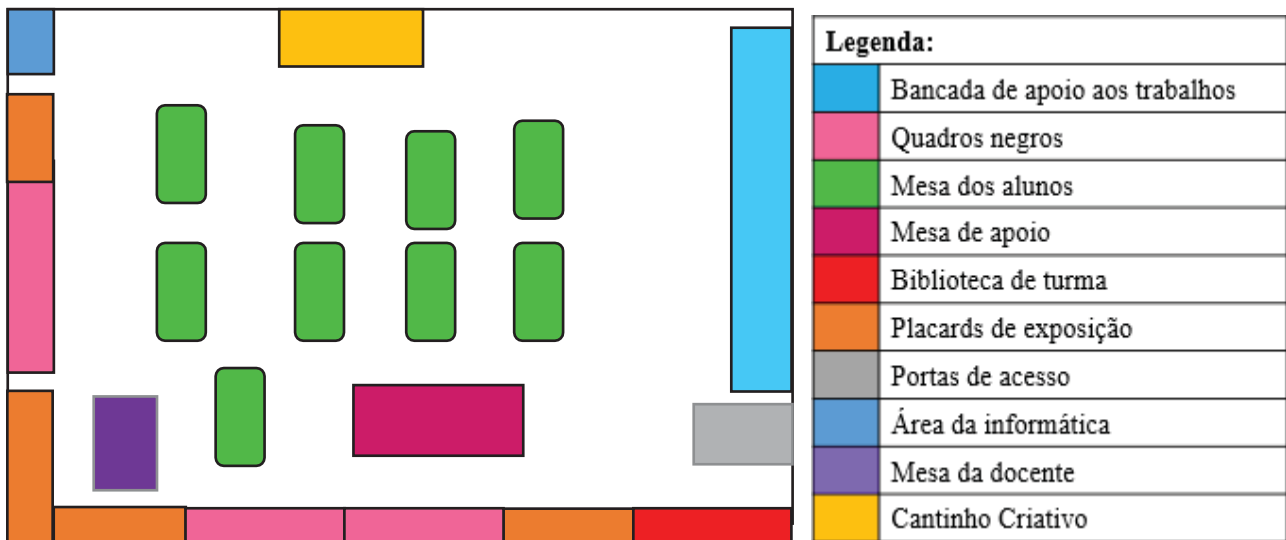 Legenda:
Bancada de apoio aos trabalhos
Quadros negros
Mesa dos alunos
Mesa de apoio
Biblioteca de turma
Placards de exposição
Portas de acesso
Área da informática
Mesa da docente
Cantinho Criativo